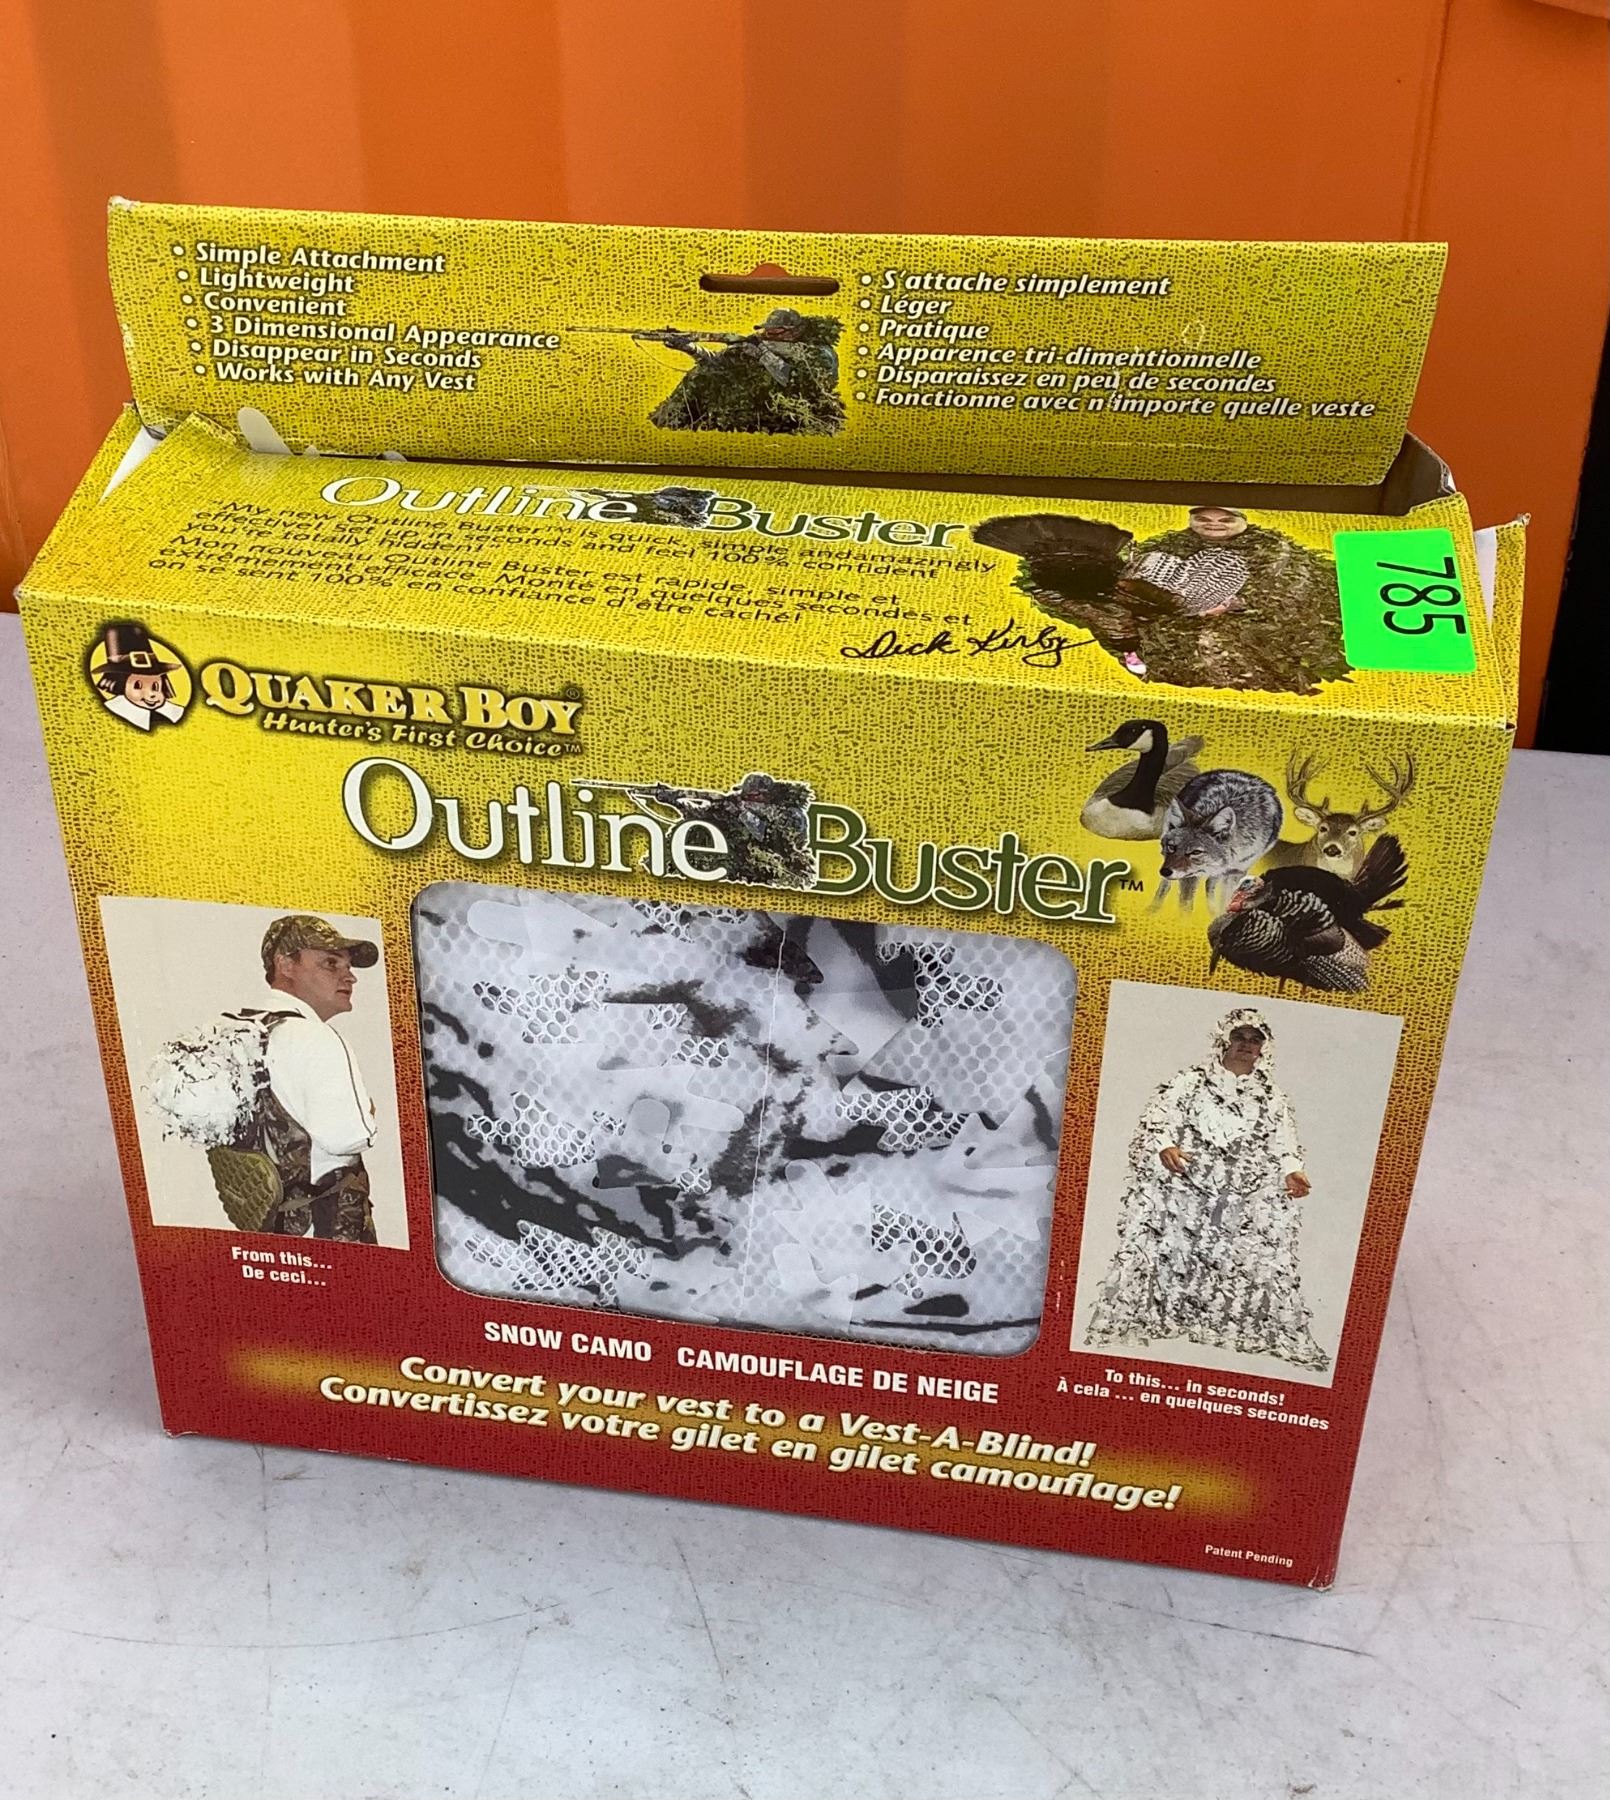 • Simple Attachment
• Lightweight
• Convenient
• 3 Dimensional Appearance
• Disappear in Seconds
• Works with Any Vest
• S'attache simplement
• Léger
• Pratique
• Apparence tri-dimentionnelle
• Disparaissez en peu de secondes
• Fonctionne avec n'importe quelle veste
Outline Buster
"My new Outline Buster™ is quick, simple andamazingly
effective! Set up in seconds and feel 100% confident
you're totally hidden!"
Mon nouveau Outline Buster est rapide, simple et
extrêmement efficace. Monté en quelques secondes et
on se sent 100% en confiance d'être caché!
Dick Kirby
785
QUAKER BOY®
Hunter's First Choice™
Outline Buster™
From this...
De ceci...
SNOW CAMO CAMOUFLAGE DE NEIGE
To this... in seconds!
À cela ... en quelques secondes
Convert your vest to a Vest-A-Blind!
Convertissez votre gilet en gilet camouflage!
Patent Pending